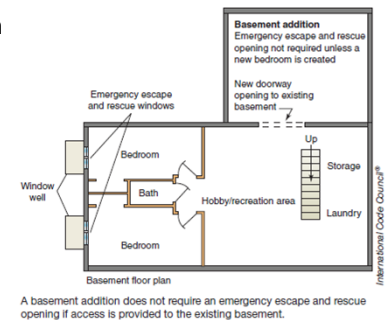 Basement addition
Emergency escape and rescue
opening not required unless a
new bedroom is created
New doorway
opening to existing
basement
Emergency escape
and rescue windows
Up
Bedroom
Storage
Bath
Window
well
Hobby/recreation area
Laundry
Bedroom
Basement floor plan
International Code Council®
A basement addition does not require an emergency escape and rescue
opening if access is provided to the existing basement.